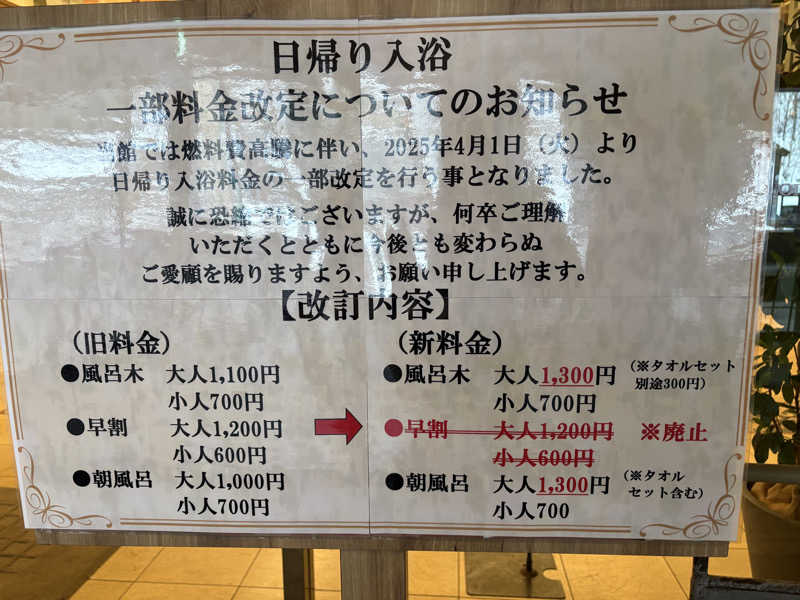 日帰り入浴
一部料金改定についてのお知らせ
当館では燃料費高騰に伴い、2025年4月1日（火）より
日帰り入浴料金の一部改定を行う事となりました。
誠に恐縮ではございますが、何卒ご理解
いただくとともに今後とも変わらぬ
ご愛顧を賜りますよう、お願い申し上げます。
【改訂内容】
（旧料金）
●風呂木 大人1,100円
小人700円
●早割 大人1,200円
小人600円
●朝風呂 大人1,000円
小人700円
（新料金）
●風呂木 大人1,300円 （※タオルセット
別途300円）
小人700円
●早割 大人1,200円 ※廃止
小人600円
●朝風呂 大人1,300円 （※タオル
セット含む）
小人700